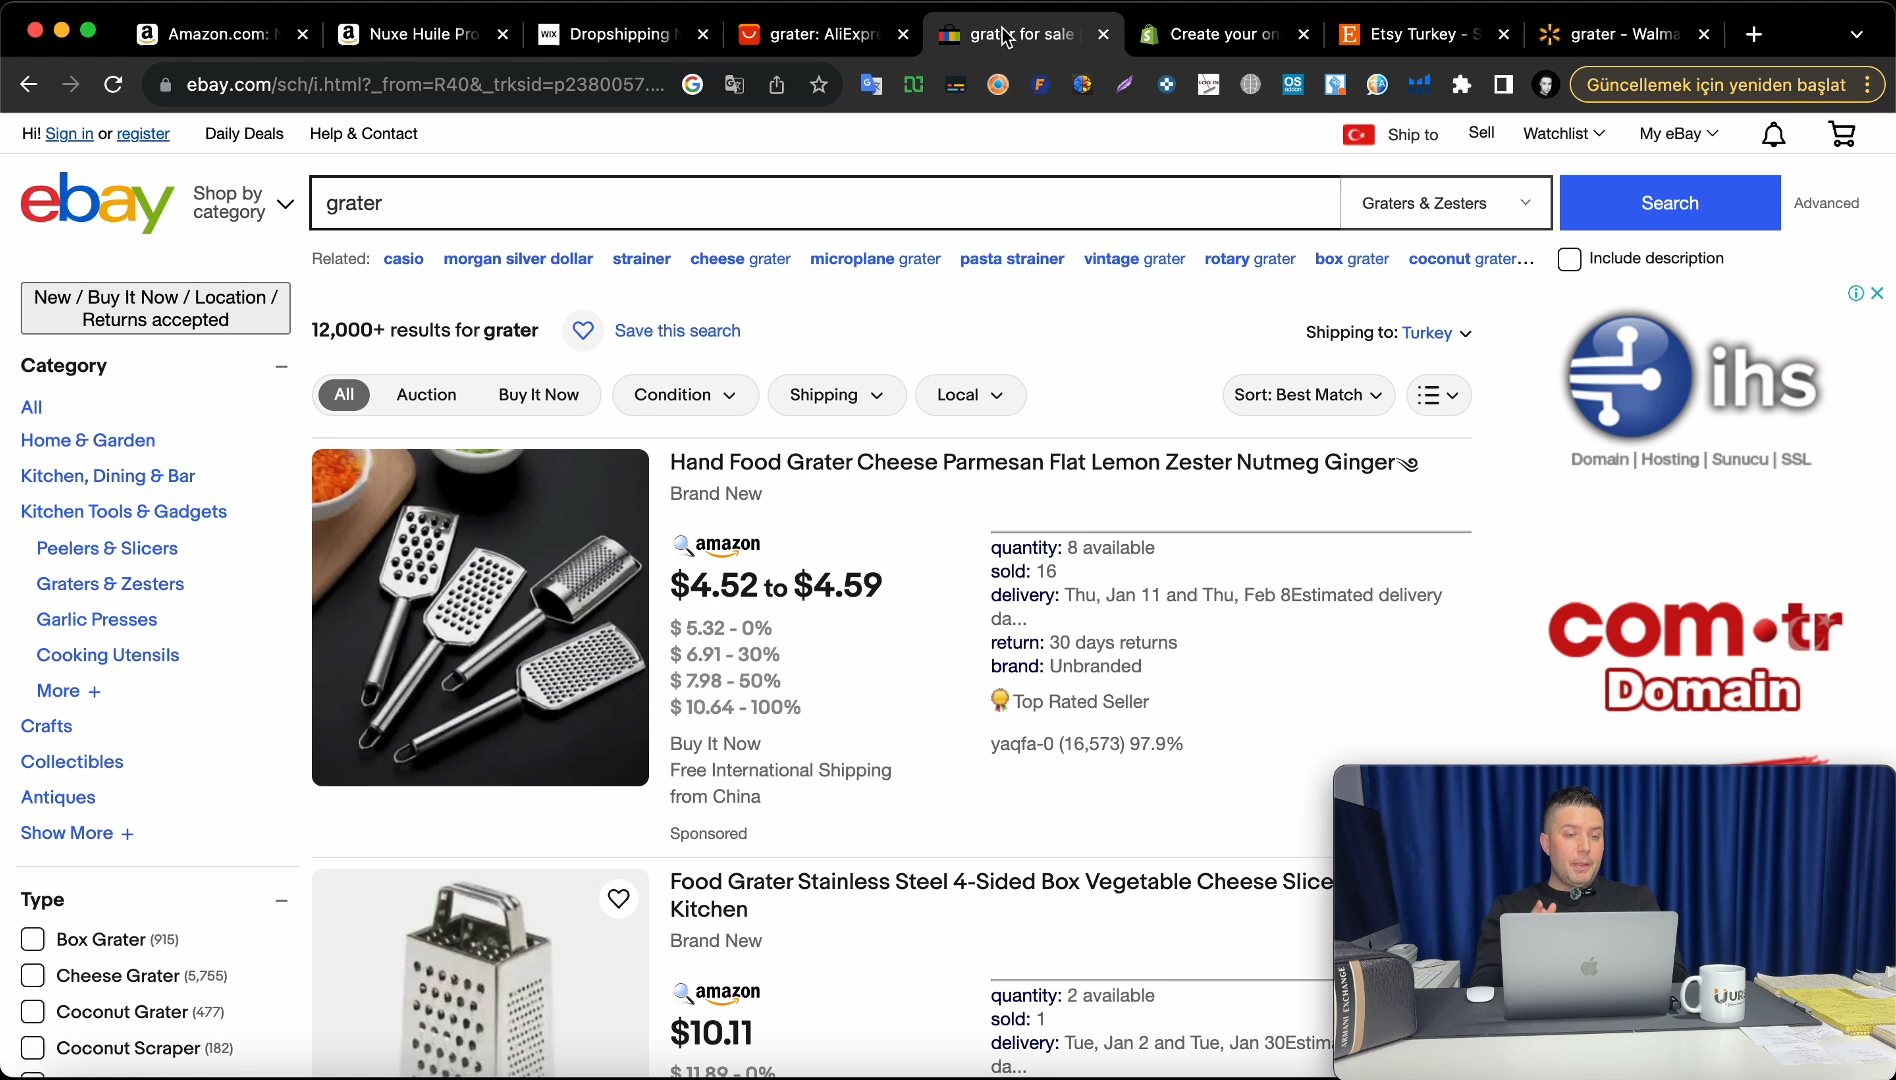 Amazon.com: N
Nuxe Huile Pro
WIX
Dropshipping N
grater: AliExpre
grater for sale
Create your on
Etsy Turkey - S
grater - Walma
ebay.com/sch/i.html?_from=R40&_trksid=p2380057....
Güncellemek için yeniden başlat
Hi! Sign in or register
Daily Deals
Help & Contact
Ship to
Sell
Watchlist
My eBay
ebay
Shop by
category
grater
Graters & Zesters
Search
Advanced
Related: casio morgan silver dollar strainer cheese grater microplane grater pasta strainer vintage grater rotary grater box grater coconut grater...
Include description
New / Buy It Now / Location /
Returns accepted
12,000+ results for grater
Save this search
Shipping to: Turkey
Category
All
Home & Garden
Kitchen, Dining & Bar
Kitchen Tools & Gadgets
Peelers & Slicers
Graters & Zesters
Garlic Presses
Cooking Utensils
More +
Crafts
Collectibles
Antiques
Show More +
Type
Box Grater (915)
Cheese Grater (5,755)
Coconut Grater (477)
Coconut Scraper (182)
All
Auction
Buy It Now
Condition
Shipping
Local
Sort: Best Match
Hand Food Grater Cheese Parmesan Flat Lemon Zester Nutmeg Ginger
Brand New
amazon
$4.52 to $4.59
$ 5.32 - 0%
$ 6.91 - 30%
$ 7.98 - 50%
$ 10.64 - 100%
Buy It Now
Free International Shipping
from China
Sponsored
quantity: 8 available
sold: 16
delivery: Thu, Jan 11 and Thu, Feb 8Estimated delivery
da...
return: 30 days returns
brand: Unbranded
Top Rated Seller
yaqfa-0 (16,573) 97.9%
Food Grater Stainless Steel 4-Sided Box Vegetable Cheese Slice
Kitchen
Brand New
amazon
$10.11
$ 11.89 - 0%
quantity: 2 available
sold: 1
delivery: Tue, Jan 2 and Tue, Jan 30Estim
da...
ihs
Domain | Hosting | Sunucu | SSL
com.tr
Domain
ARMANI EXCHANGE